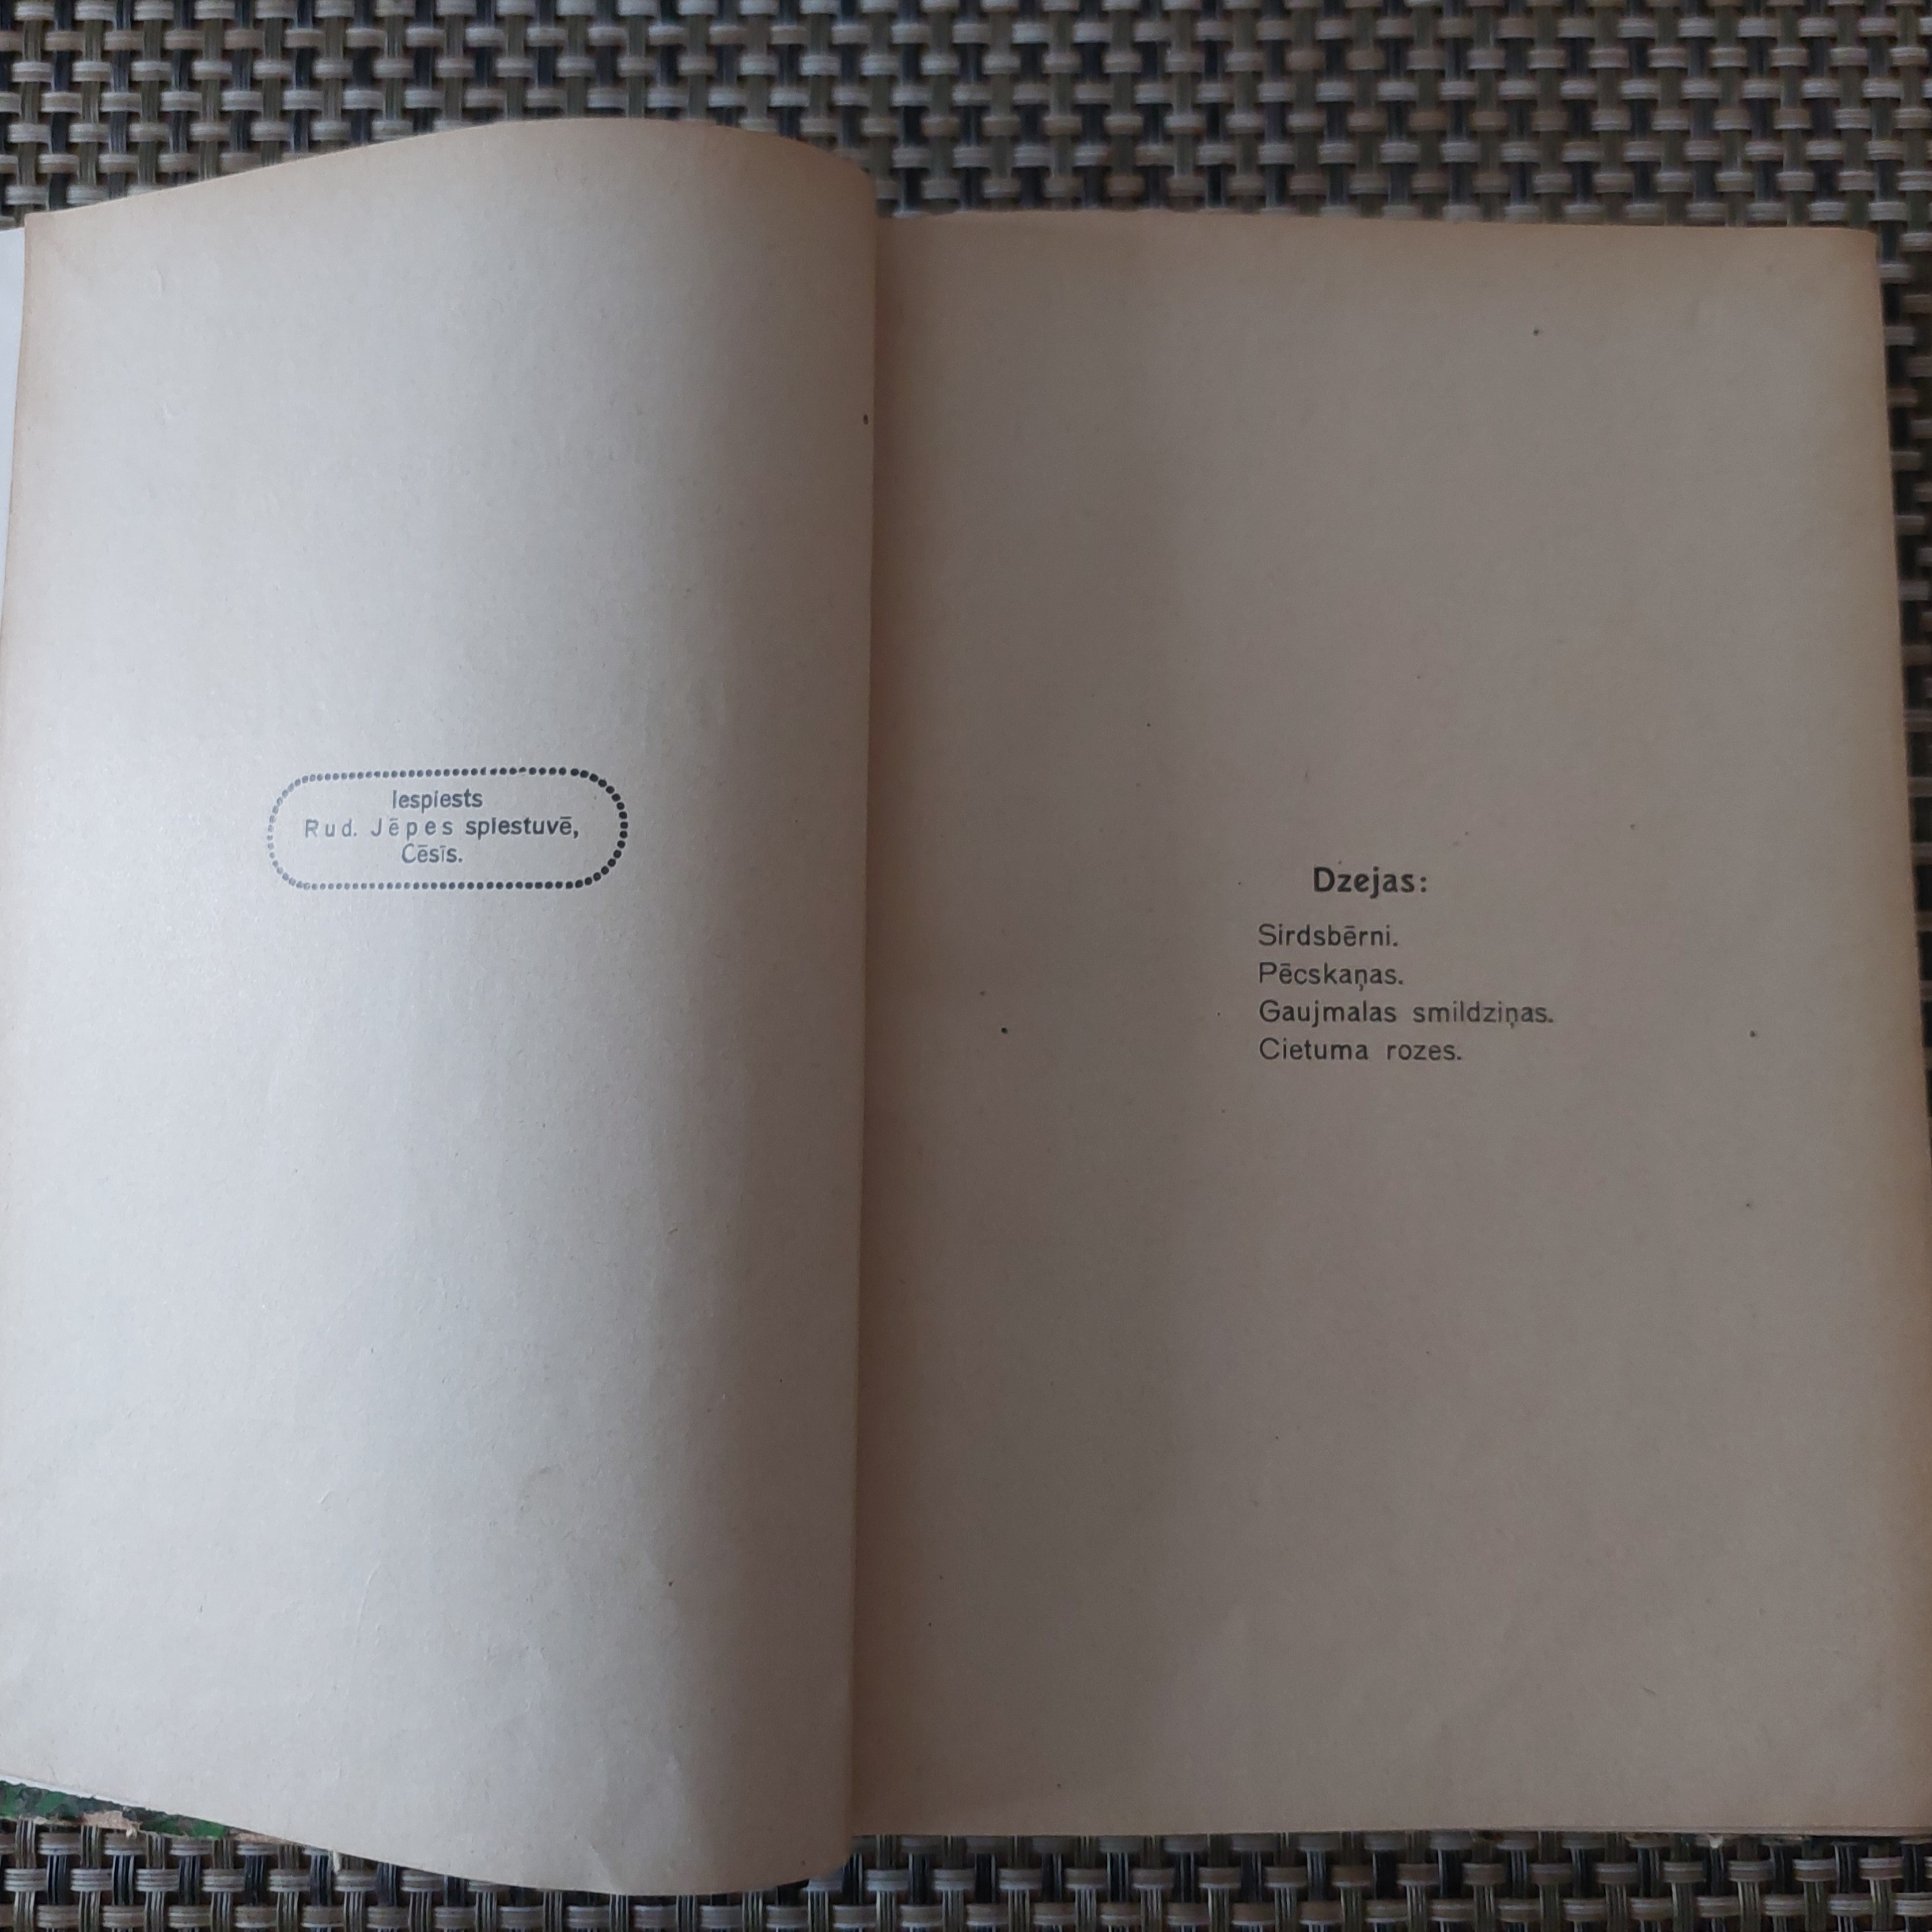 Iespiests
Rud. Jēpes spiestuvē,
Cēsīs.
Dzejas:
Sirdsbērni.
Pēcskaņas.
Gaujmalas smildziņas.
Cietuma rozes.